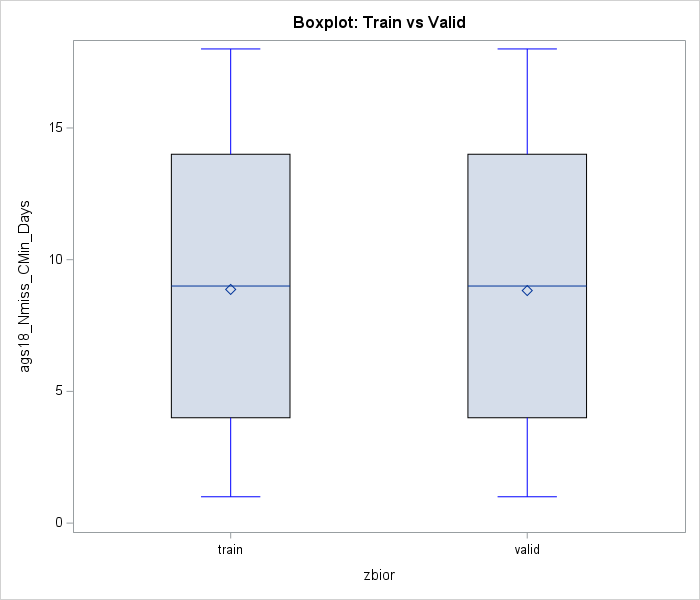 Boxplot: Train vs Valid
ags18_Nmiss_CMin_Days
15
10
5
0
train
valid
zbior